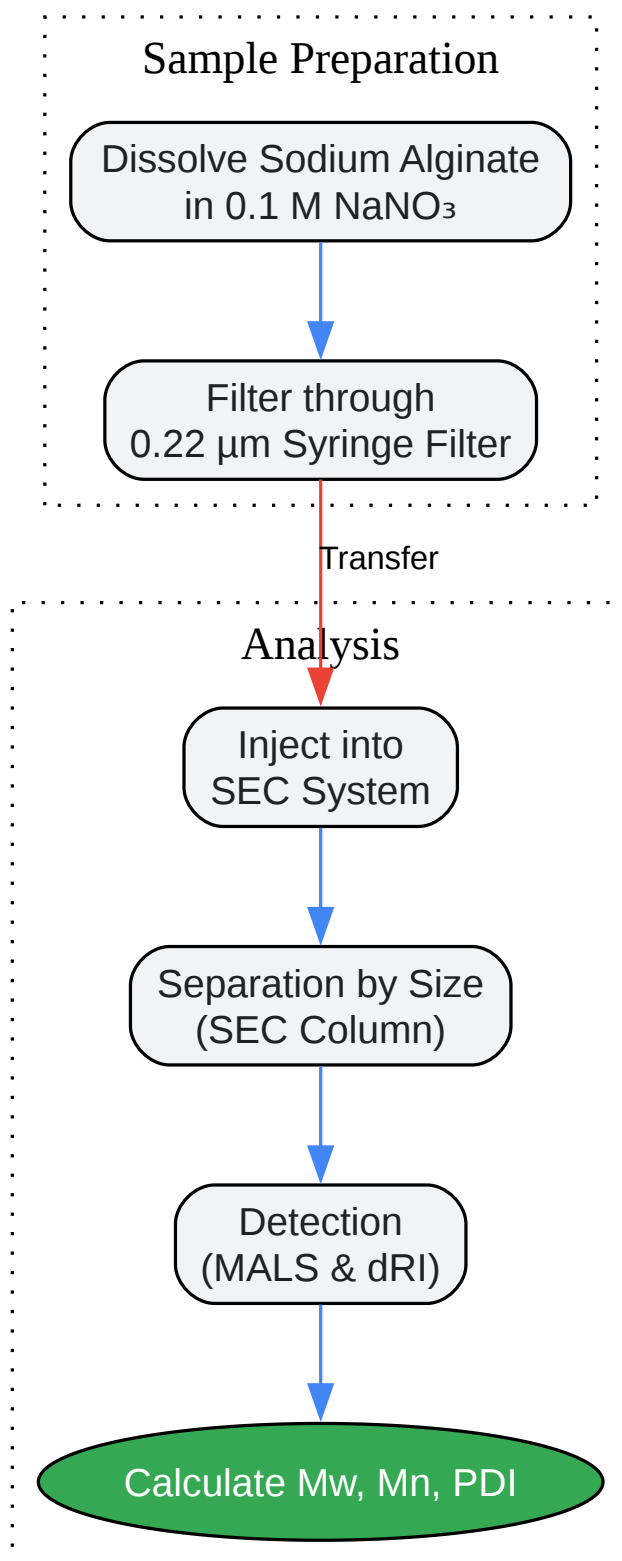 Sample Preparation
Dissolve Sodium Alginate
in 0.1 M NaNO₃
Filter through
0.22 µm Syringe Filter
Transfer
Analysis
Inject into
SEC System
Separation by Size
(SEC Column)
Detection
(MALS & dRI)
Calculate Mw, Mn, PDI